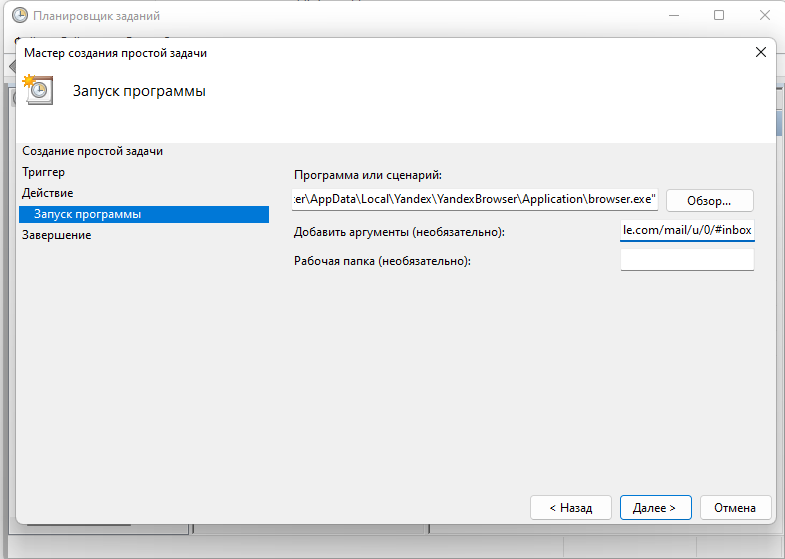 Планировщик заданий
Мастер создания простой задачи
Запуск программы
Создание простой задачи
Триггер
Действие
Запуск программы
Завершение
Программа или сценарий:
er\AppData\Local\Yandex\YandexBrowser\Application\browser.exe"
Обзор...
Добавить аргументы (необязательно):
le.com/mail/u/0/#inbox
Рабочая папка (необязательно):
< Назад
Далее >
Отмена